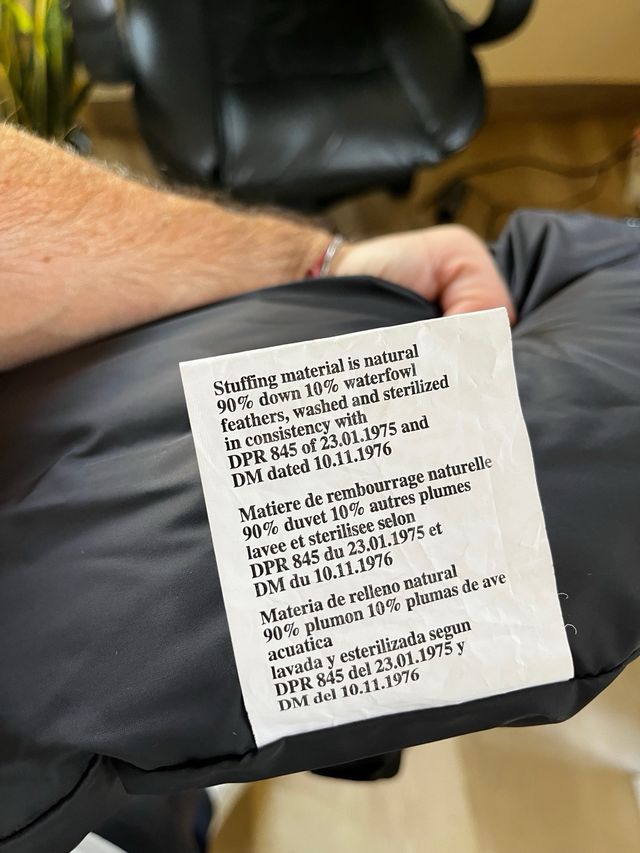 Stuffing material is natural
90% down 10% waterfowl
feathers, washed and sterilized
in consistency with
DPR 845 of 23.01.1975 and
DM dated 10.11.1976
Matiere de rembourrage naturelle
90% duvet 10% autres plumes
lavee et sterilisee selon
DPR 845 du 23.01.1975 et
DM du 10.11.1976
Materia de relleno natural
90% plumon 10% plumas de ave
acuatica
lavada y esterilizada segun
DPR 845 del 23.01.1975 y
DM del 10.11.1976